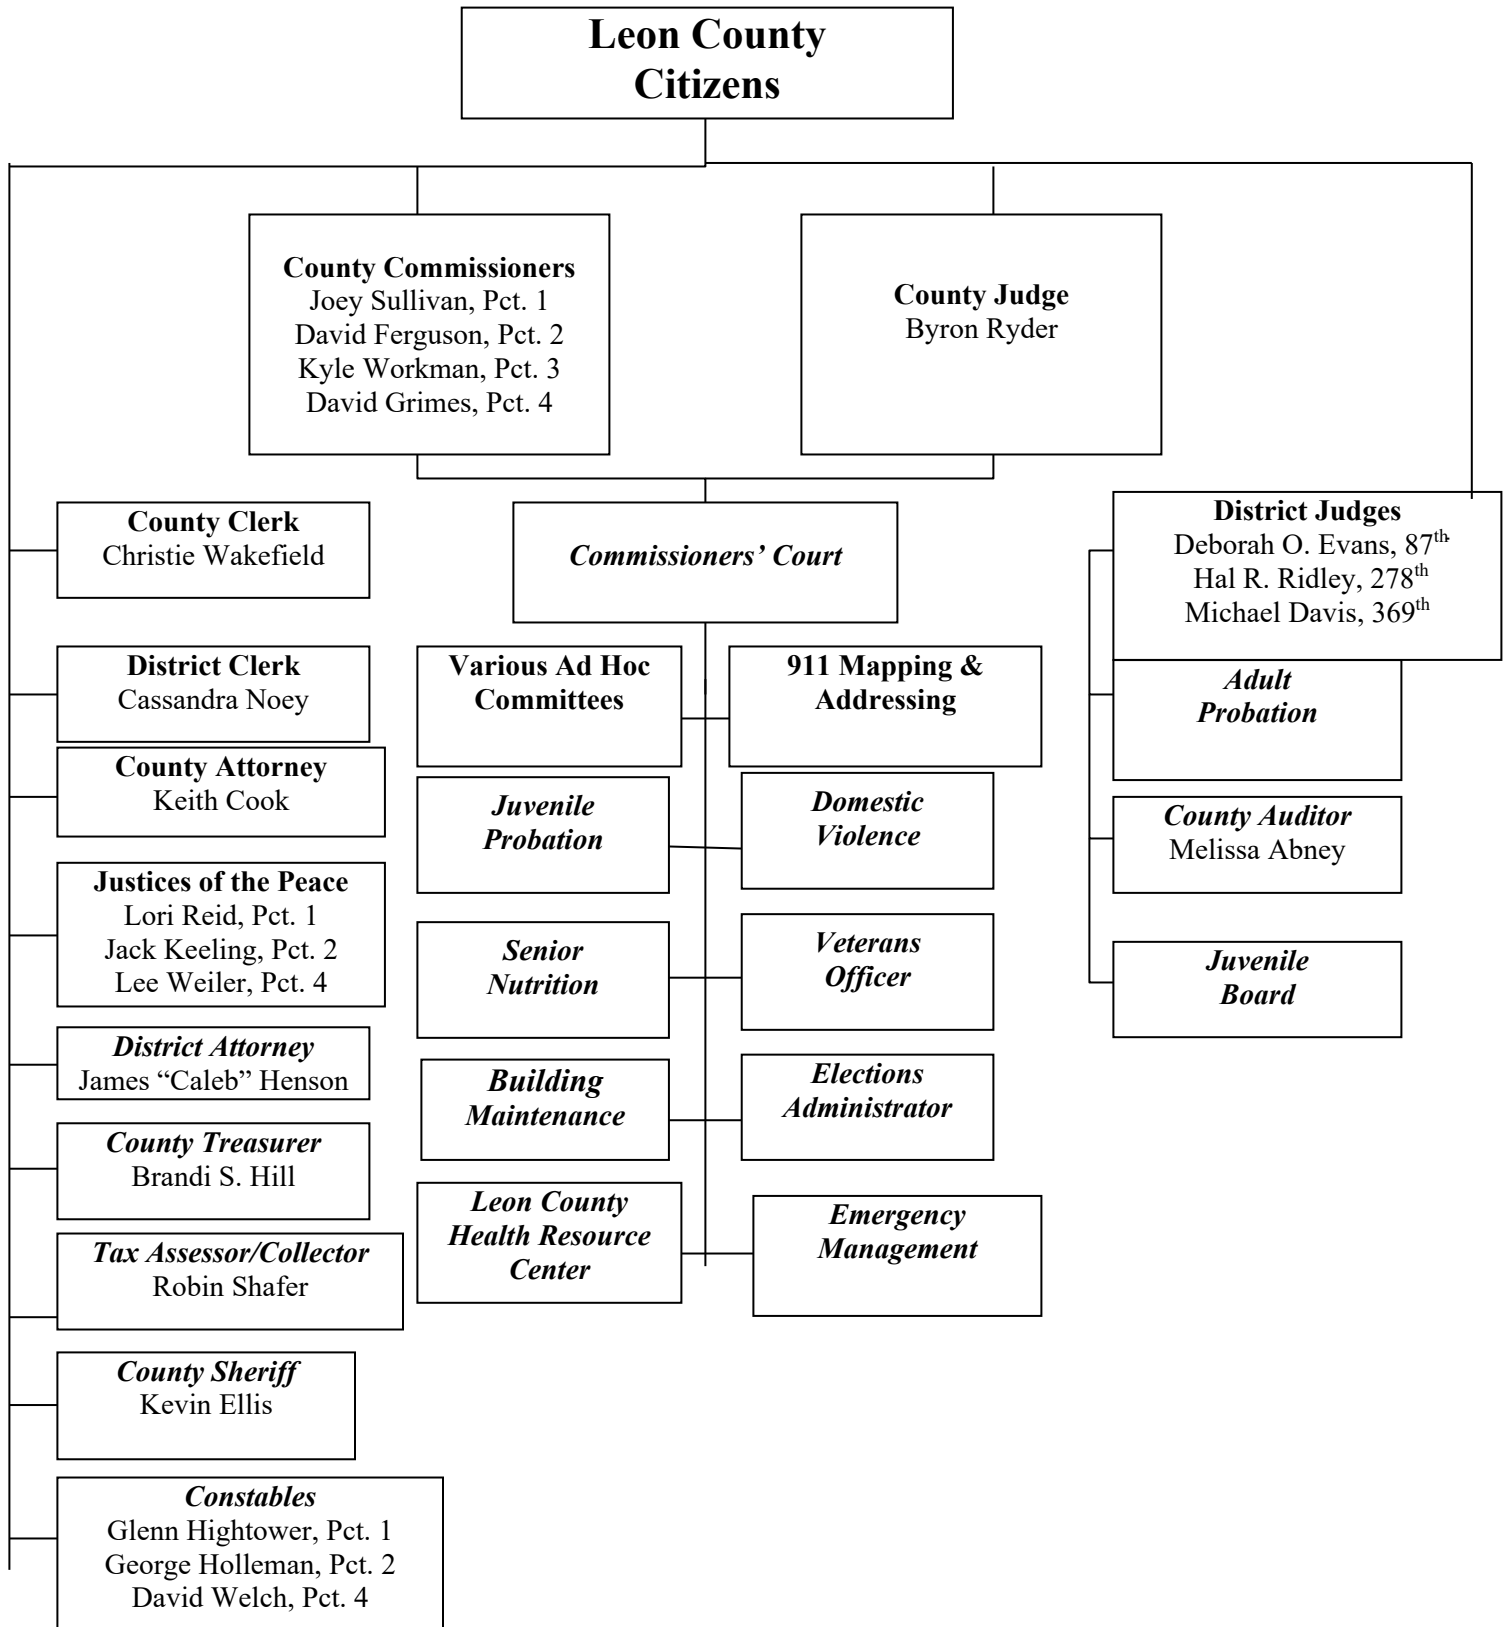 Leon County
Citizens
County Commissioners
Joey Sullivan, Pct. 1
David Ferguson, Pct. 2
Kyle Workman, Pct. 3
David Grimes, Pct. 4
County Judge
Byron Ryder
County Clerk
Christie Wakefield
Commissioners’ Court
District Judges
Deborah O. Evans, 87th
Hal R. Ridley, 278th
Michael Davis, 369th
District Clerk
Cassandra Noey
Various Ad Hoc
Committees
911 Mapping &
Addressing
Adult
Probation
County Attorney
Keith Cook
Juvenile
Probation
Domestic
Violence
County Auditor
Melissa Abney
Justices of the Peace
Lori Reid, Pct. 1
Jack Keeling, Pct. 2
Lee Weiler, Pct. 4
Senior
Nutrition
Veterans
Officer
Juvenile
Board
District Attorney
James “Caleb” Henson
Building
Maintenance
Elections
Administrator
County Treasurer
Brandi S. Hill
Leon County
Health Resource
Center
Emergency
Management
Tax Assessor/Collector
Robin Shafer
County Sheriff
Kevin Ellis
Constables
Glenn Hightower, Pct. 1
George Holleman, Pct. 2
David Welch, Pct. 4